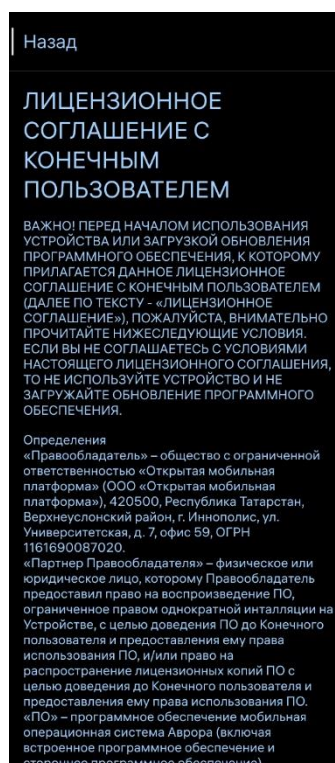 Назад
ЛИЦЕНЗИОННОЕ
СОГЛАШЕНИЕ С
КОНЕЧНЫМ
ПОЛЬЗОВАТЕЛЕМ
ВАЖНО! ПЕРЕД НАЧАЛОМ ИСПОЛЬЗОВАНИЯ
УСТРОЙСТВА ИЛИ ЗАГРУЗКОЙ ОБНОВЛЕНИЯ
ПРОГРАММНОГО ОБЕСПЕЧЕНИЯ, К КОТОРОМУ
ПРИЛАГАЕТСЯ ДАННОЕ ЛИЦЕНЗИОННОЕ
СОГЛАШЕНИЕ С КОНЕЧНЫМ ПОЛЬЗОВАТЕЛЕМ
(ДАЛЕЕ ПО ТЕКСТУ - «ЛИЦЕНЗИОННОЕ
СОГЛАШЕНИЕ»), ПОЖАЛУЙСТА, ВНИМАТЕЛЬНО
ПРОЧИТАЙТЕ НИЖЕСЛЕДУЮЩИЕ УСЛОВИЯ.
ЕСЛИ ВЫ НЕ СОГЛАШАЕТЕСЬ С УСЛОВИЯМИ
НАСТОЯЩЕГО ЛИЦЕНЗИОННОГО СОГЛАШЕНИЯ,
ТО НЕ ИСПОЛЬЗУЙТЕ УСТРОЙСТВО И НЕ
ЗАГРУЖАЙТЕ ОБНОВЛЕНИЕ ПРОГРАММНОГО
ОБЕСПЕЧЕНИЯ.
Определения
«Правообладатель» – общество с ограниченной
ответственностью «Открытая мобильная
платформа» (ООО «Открытая мобильная
платформа»), 420500, Республика Татарстан,
Верхнеуслонский район, г. Иннополис, ул.
Университетская, д. 7, офис 59, ОГРН
1161690087020.
«Партнер Правообладателя» – физическое или
юридическое лицо, которому Правообладатель
предоставил право на воспроизведение ПО,
ограниченное правом однократной инталляции на
Устройстве, с целью доведения ПО до Конечного
пользователя и предоставления ему права
использования ПО, и/или право на
распространение лицензионных копий ПО с
целью доведения до Конечного пользователя и
предоставления ему права использования ПО.
«ПО» – программное обеспечение мобильная
операционная система Аврора (включая
встроенное программное обеспечение и
стороннее программное обеспечение)